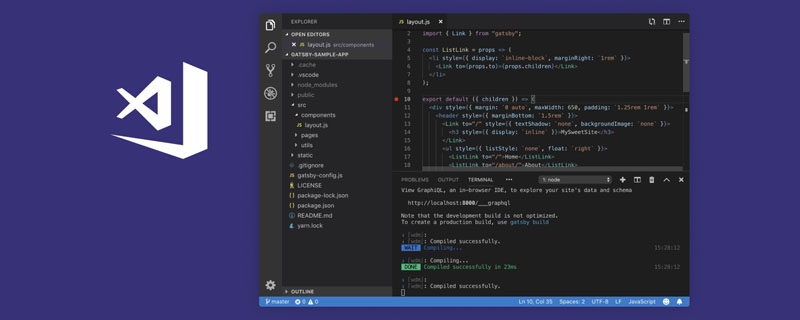 EXPLORER
OPEN EDITORS
layout.js src/components
GATSBY-SAMPLE-APP
.cache
.vscode
node_modules
public
src
components
layout.js
pages
utils
static
.gitignore
gatsby-config.js
LICENSE
package-lock.json
package.json
README.md
yarn.lock
OUTLINE
layout.js
2 import { Link } from "gatsby";
3
4 const ListLink = props => (
5 <li style={{ display: `inline-block`, marginRight: `1rem` }}>
6 <Link to={props.to}>{props.children}</Link>
7 </li>
8 );
9
10 export default ({ children }) => (
11 <div style={{ margin: `0 auto`, maxWidth: 650, padding: `1.25rem 1rem` }}>
12 <header style={{ marginBottom: `1.5rem` }}>
13 <Link to="/" style={{ textShadow: `none`, backgroundImage: `none` }}>
14 <h3 style={{ display: `inline` }}>MySweetSite</h3>
15 </Link>
16 <ul style={{ listStyle: `none`, float: `right` }}>
17 <ListLink to="/">Home</ListLink>
18 <ListLink to="/about/">About</ListLink>
PROBLEMS OUTPUT TERMINAL ••• 1: node
View GraphiQL, an in-browser IDE, to explore your site's data and schema
http://localhost:8000/___graphql
Note that the development build is not optimized.
To create a production build, use gatsby build
ℹ ｢wdm｣:
ℹ ｢wdm｣: Compiled successfully.
WAIT Compiling... 15:28:12
ℹ ｢wdm｣: Compiling...
DONE Compiled successfully in 23ms 15:28:12
ℹ ｢wdm｣:
ℹ ｢wdm｣: Compiled successfully.
master 0 0 Ln 10, Col 35 Spaces: 2 UTF-8 LF JavaScript